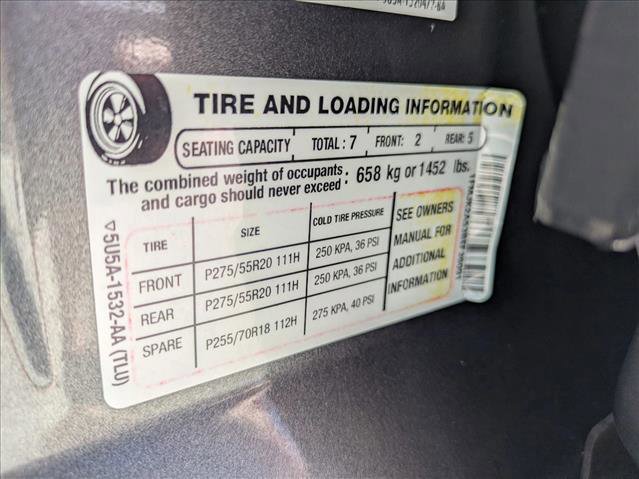 TIRE AND LOADING INFORMATION
SEATING CAPACITY TOTAL : 7 FRONT: 2 REAR: 5
The combined weight of occupants and cargo should never exceed : 658 kg or 1452 lbs.
TIRE SIZE COLD TIRE PRESSURE
FRONT P275/55R20 111H 250 KPA, 36 PSI
REAR P275/55R20 111H 250 KPA, 36 PSI
SPARE P255/70R18 112H 275 KPA, 40 PSI
SEE OWNERS
MANUAL FOR
ADDITIONAL
INFORMATION
5U5A-1532-AA (TLU)